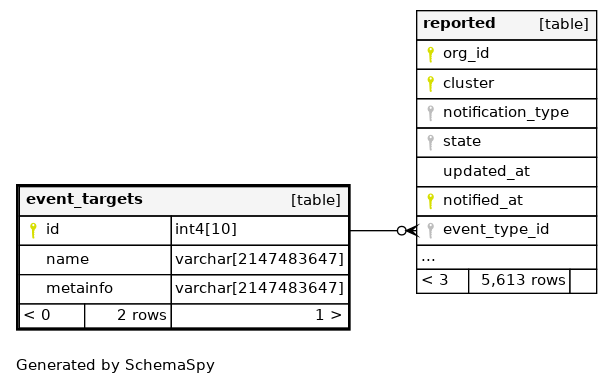 reported [table]
org_id
cluster
notification_type
state
updated_at
notified_at
event_type_id
...
< 3 5,613 rows
event_targets [table]
id int4[10]
name varchar[2147483647]
metainfo varchar[2147483647]
< 0 2 rows 1 >
Generated by SchemaSpy